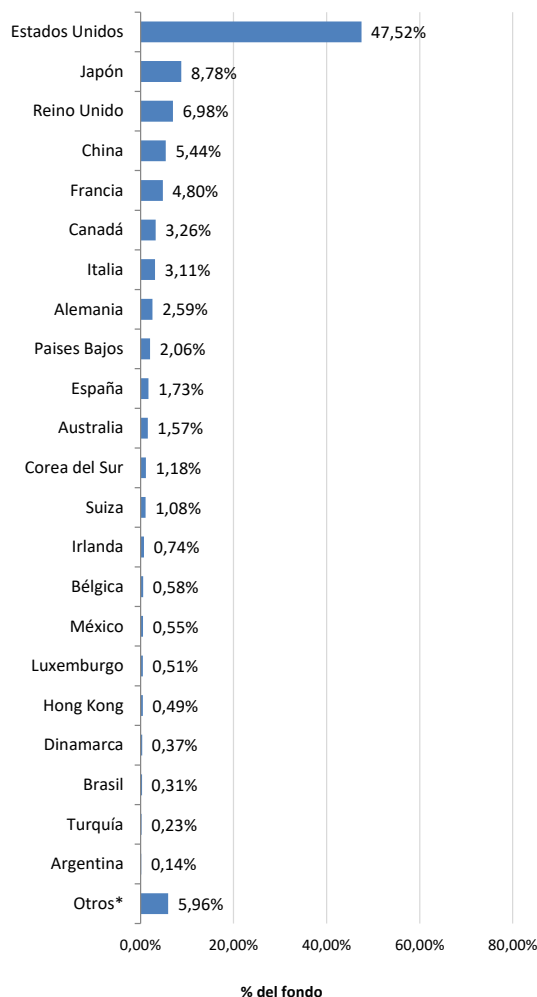 Estados Unidos 47,52%
Japón 8,78%
Reino Unido 6,98%
China 5,44%
Francia 4,80%
Canadá 3,26%
Italia 3,11%
Alemania 2,59%
Paises Bajos 2,06%
España 1,73%
Australia 1,57%
Corea del Sur 1,18%
Suiza 1,08%
Irlanda 0,74%
Bélgica 0,58%
México 0,55%
Luxemburgo 0,51%
Hong Kong 0,49%
Dinamarca 0,37%
Brasil 0,31%
Turquía 0,23%
Argentina 0,14%
Otros* 5,96%
0,00% 20,00% 40,00% 60,00% 80,00%
% del fondo